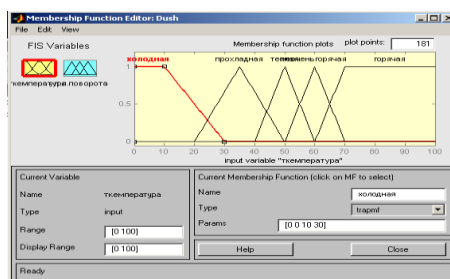 Membership Function Editor: Dush
File Edit View
FIS Variables
Membership function plots plot points: 181
холодная прохладная горячая горячая
1
0.5
0
0 10 20 30 40 50 60 70 80 90 100
input variable "ткемпература"
Current Variable
Name ткемпература
Type input
Range [0 100]
Display Range [0 100]
Current Membership Function (click on MF to select)
Name холодная
Type trapmf
Params [0 0 10 30]
Help Close
Ready